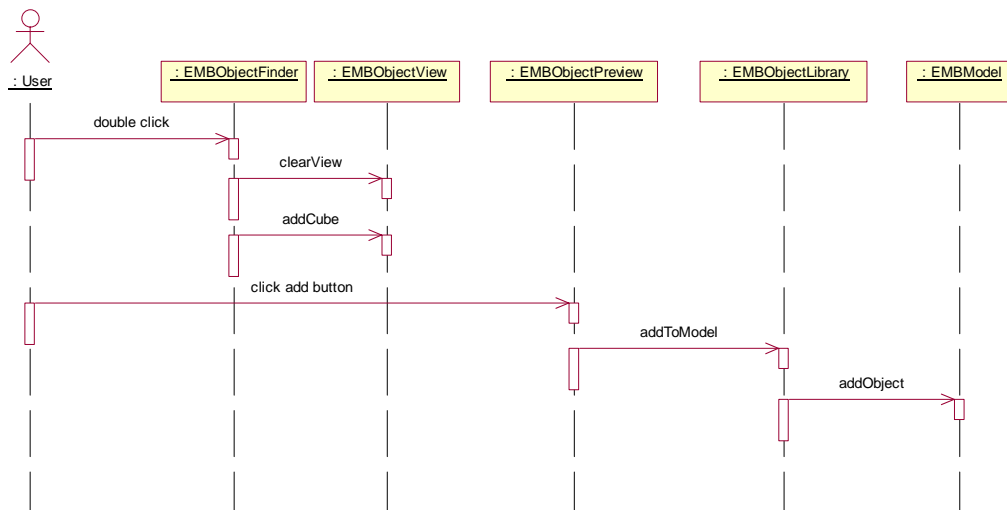 : User
: EMBObjectFinder
: EMBObjectView
: EMBObjectPreview
: EMBObjectLibrary
: EMBModel
double click
clearView
addCube
click add button
addToModel
addObject